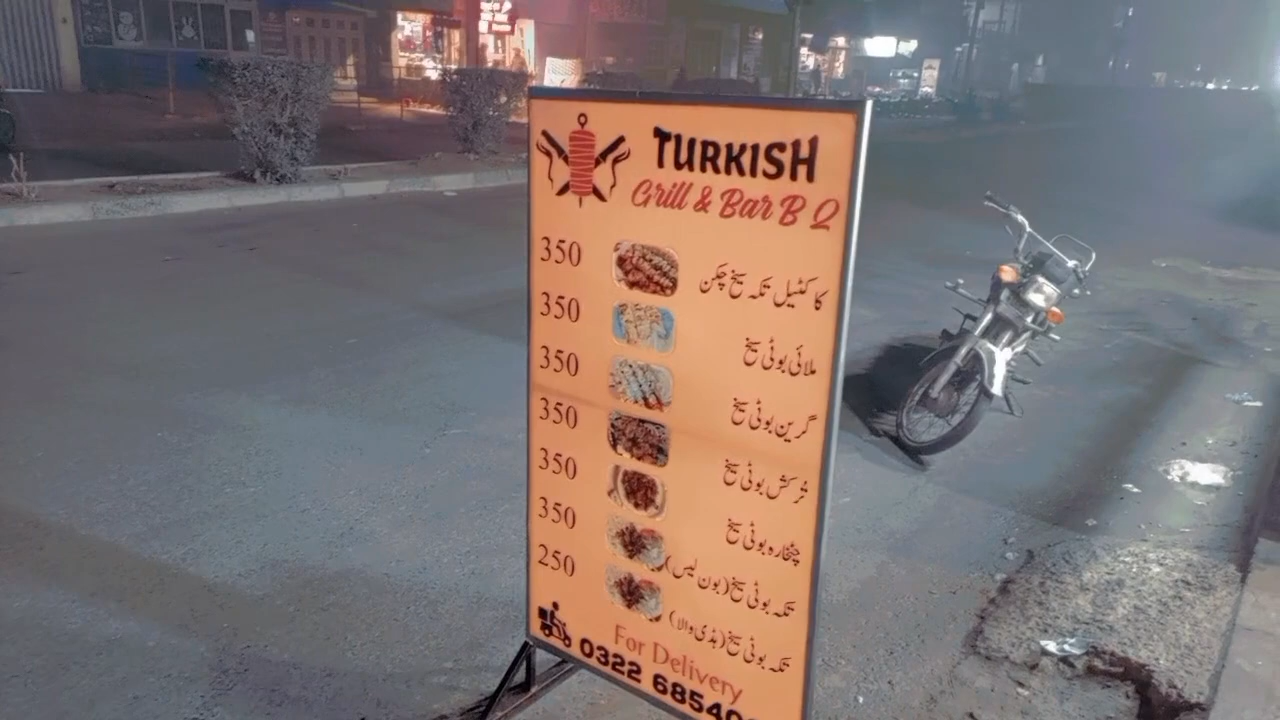 TURKISH
Grill & Bar B Q
350 کاکٹیل تکہ سیخ چکن
350 ملائی بوٹی سیخ
350 گرین بوٹی سیخ
350 ٹرکش بوٹی سیخ
350 چٹخارہ بوٹی سیخ
350 تکہ بوٹی سیخ (بون لیس)
250 تکہ بوٹی سیخ (ہڈی والا)
For Delivery
0322 68540